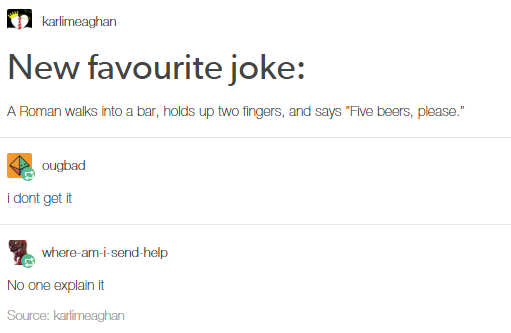 karlimeaghan
New favourite joke:
A Roman walks into a bar, holds up two fingers, and says ”Five beers, please.”
ougbad
i dont get it
where-am-i-send-help
No one explain it
Source: karlimeaghan